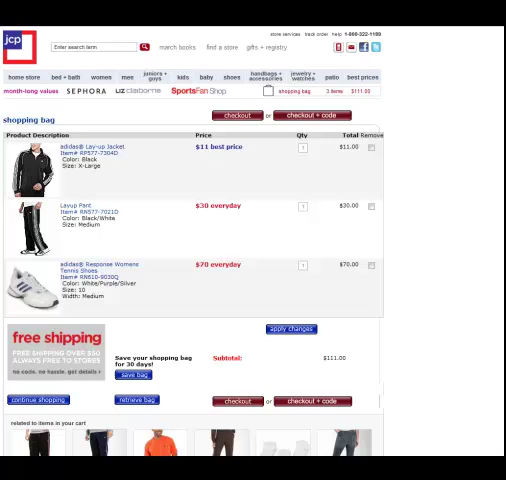 jcp
store services track order help 1-800-322-1189
Enter search term
march books find a store gifts + registry
home store bed + bath women men juniors + guys kids baby shoes handbags + accessories jewelry + watches patio best prices
month-long values SEPHORA LIZ claiborne SportsFan Shop shopping bag 3 items $111.00
shopping bag checkout or checkout + code
Product Description Price Qty Total Remove
adidas® Lay-up Jacket $11 best price 1 $11.00
Item# RP577-7304D
Color: Black
Size: X-Large
Layup Pant $30 everyday 1 $30.00
Item# RN577-7021D
Color: Black/White
Size: Medium
adidas® Response Womens $70 everyday 1 $70.00
Tennis Shoes
Item# RN610-9030Q
Color: White/Purple/Silver
Size: 10
Width: Medium
free shipping
FREE SHIPPING OVER $50
ALWAYS FREE TO STORES
no code. no hassle. get details
apply changes
Save your shopping bag for 30 days!
save bag
Subtotal: $111.00
continue shopping retrieve bag checkout or checkout + code
related to items in your cart